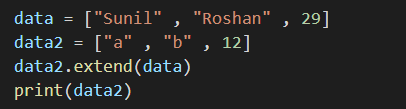 data = ["Sunil" , "Roshan" , 29]
data2 = ["a" , "b" , 12]
data2.extend(data)
print(data2)